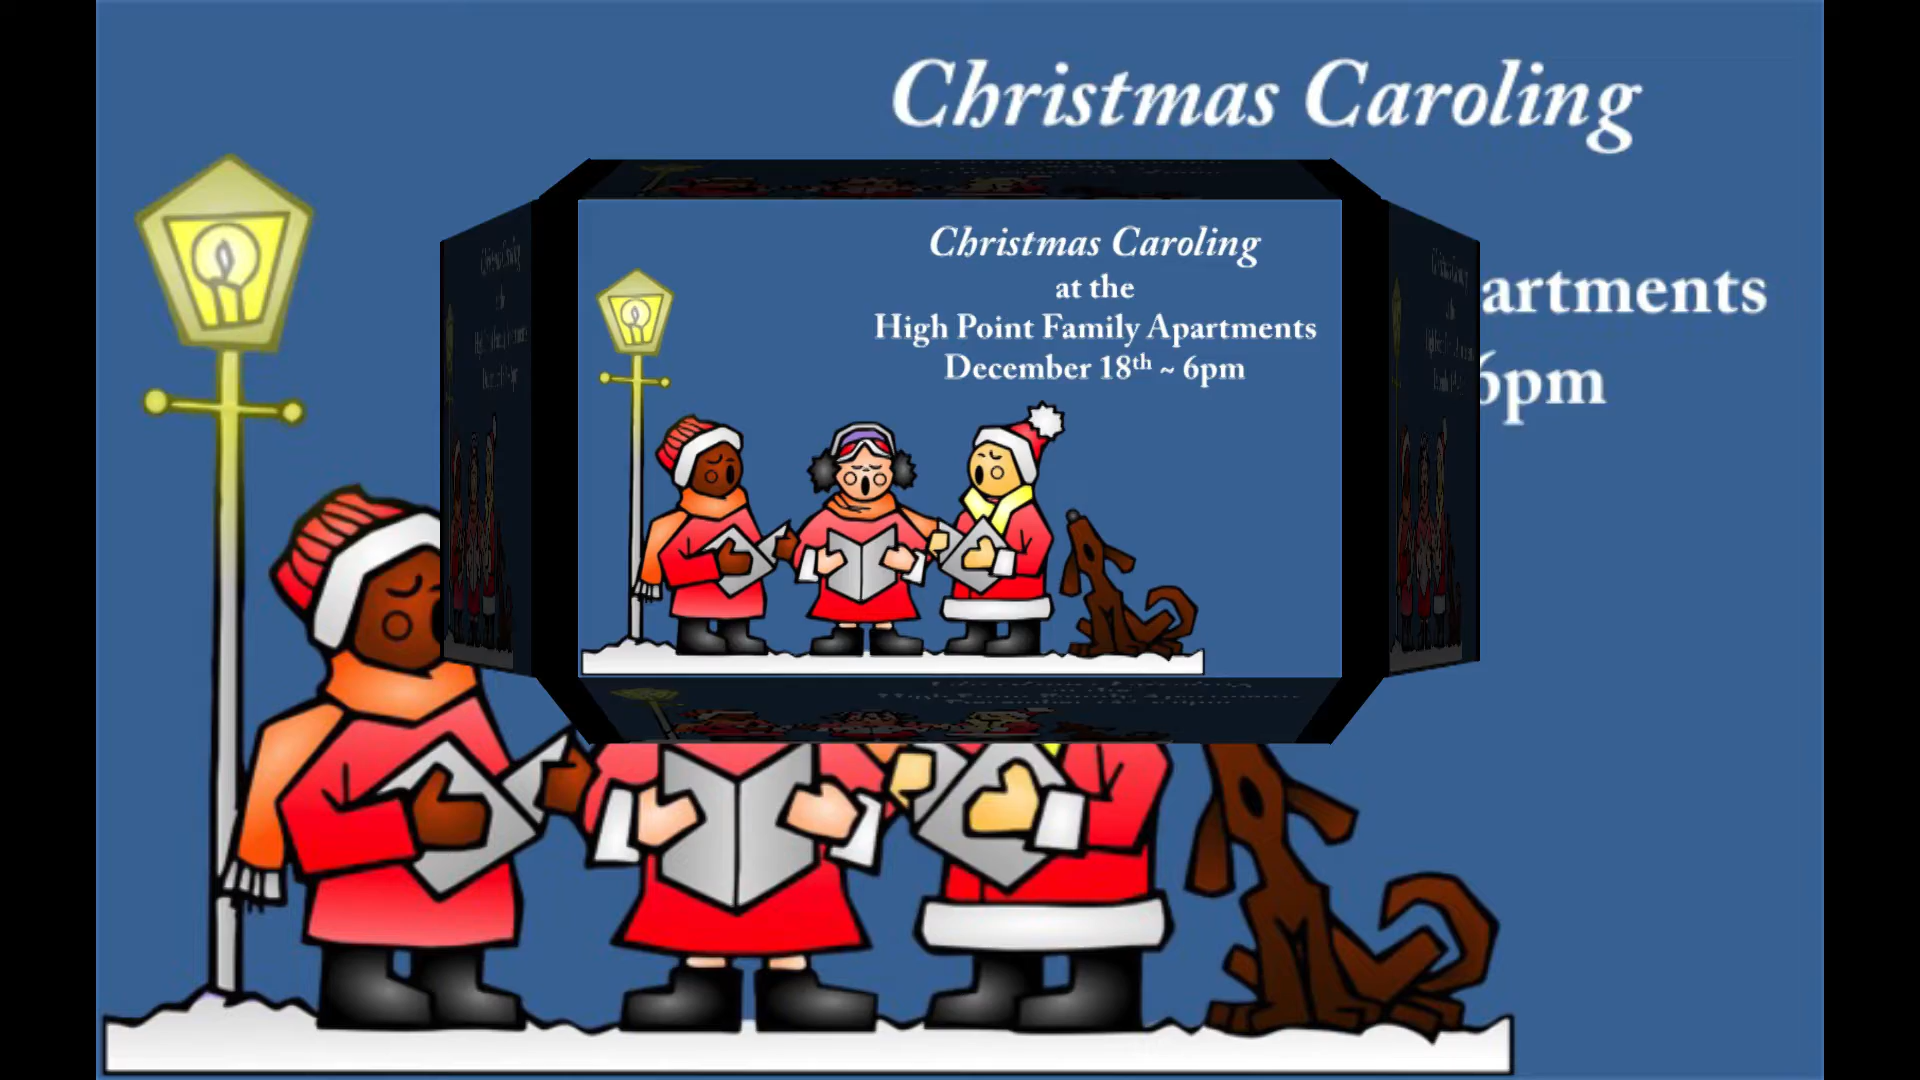 Christmas Caroling
Christmas Caroling
at the
High Point Family Apartments
December 18th ~ 6pm
artments
6pm